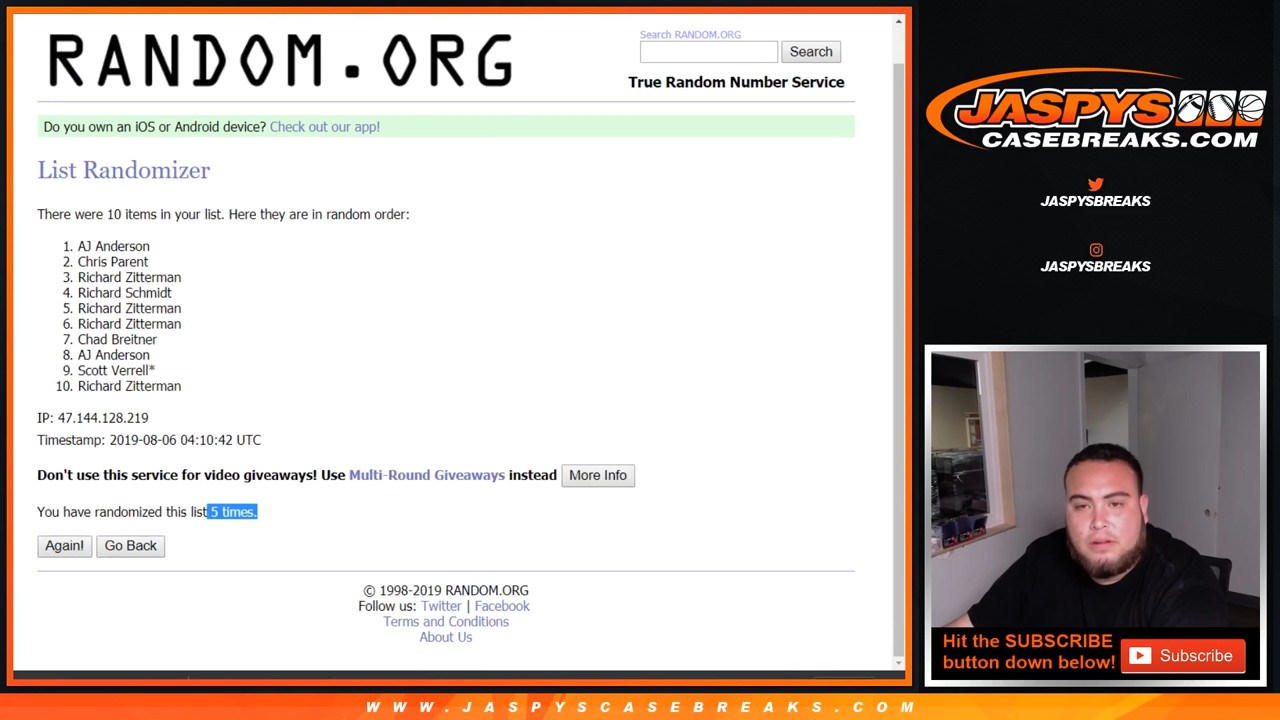 RANDOM.ORG
Search RANDOM.ORG
Search
True Random Number Service
Do you own an iOS or Android device? Check out our app!
List Randomizer
There were 10 items in your list. Here they are in random order:
1. AJ Anderson
2. Chris Parent
3. Richard Zitterman
4. Richard Schmidt
5. Richard Zitterman
6. Richard Zitterman
7. Chad Breitner
8. AJ Anderson
9. Scott Verrell*
10. Richard Zitterman
IP: 47.144.128.219
Timestamp: 2019-08-06 04:10:42 UTC
Don't use this service for video giveaways! Use Multi-Round Giveaways instead More Info
You have randomized this list 5 times.
Again! Go Back
© 1998-2019 RANDOM.ORG
Follow us: Twitter | Facebook
Terms and Conditions
About Us
JASPYS
CASEBREAKS.COM
JASPYSBREAKS
JASPYSBREAKS
Hit the SUBSCRIBE
button down below!
Subscribe
WWW.JASPYSCASEBREAKS.COM